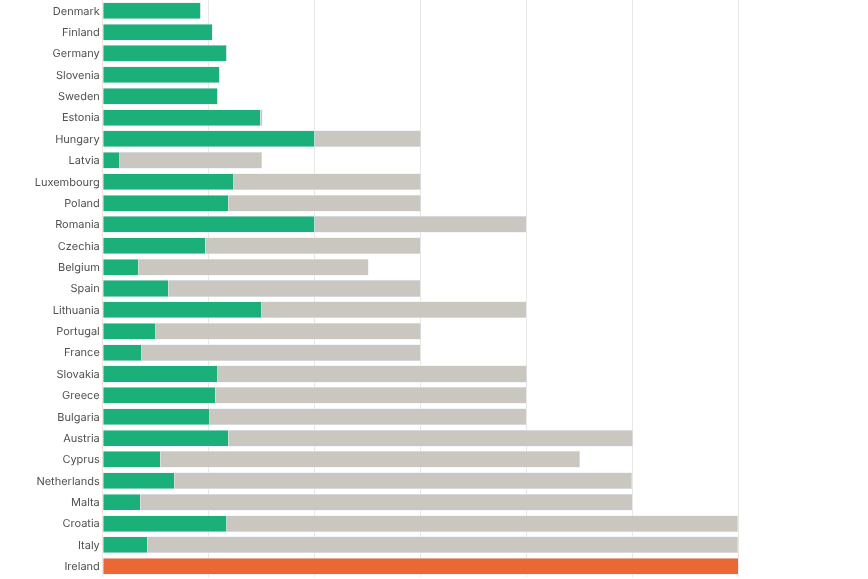 Denmark
Finland
Germany
Slovenia
Sweden
Estonia
Hungary
Latvia
Luxembourg
Poland
Romania
Czechia
Belgium
Spain
Lithuania
Portugal
France
Slovakia
Greece
Bulgaria
Austria
Cyprus
Netherlands
Malta
Croatia
Italy
Ireland